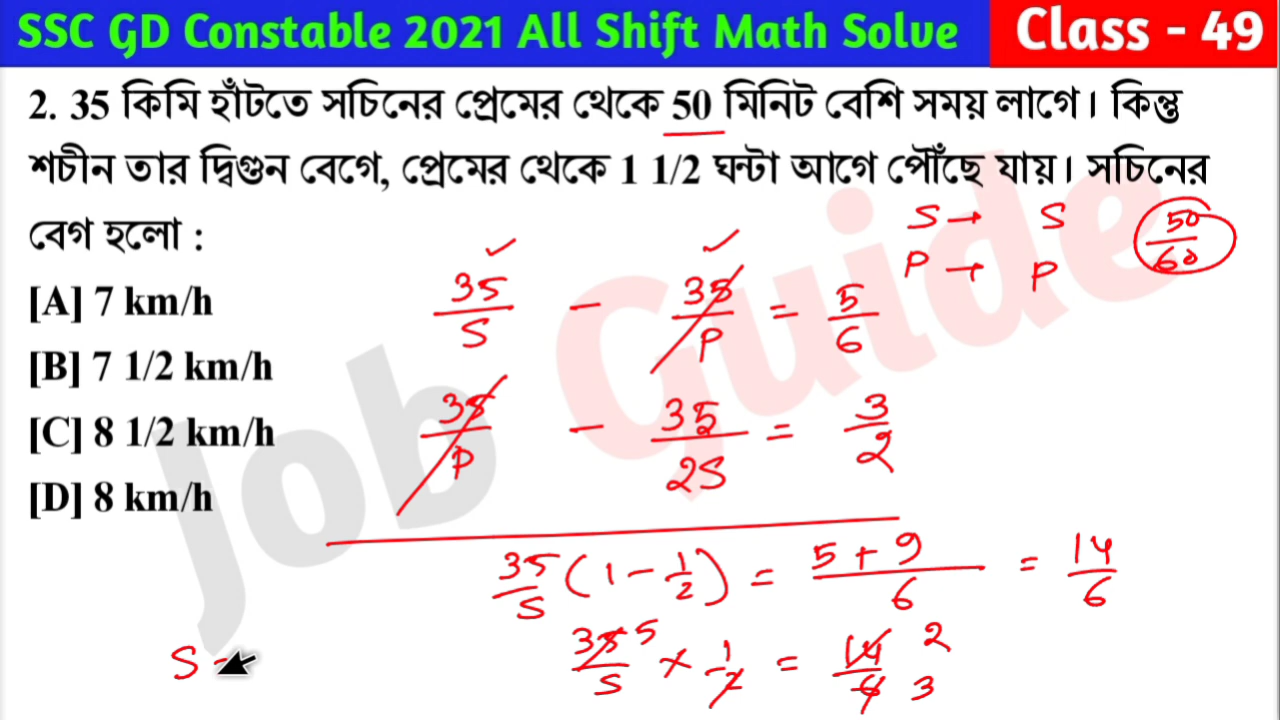 SSC GD Constable 2021 All Shift Math Solve
Class - 49
2. 35 কিমি হাঁটতে সচিনের প্রেমের থেকে 50 মিনিট বেশি সময় লাগে। কিন্তু
শচীন তার দ্বিগুন বেগে, প্রেমের থেকে 1 1/2 ঘন্টা আগে পৌঁছে যায়। সচিনের
বেগ হলো :
[A] 7 km/h
[B] 7 1/2 km/h
[C] 8 1/2 km/h
[D] 8 km/h
S → S
P → P
50/60
35/S - 35/P = 5/6
35/P - 35/2S = 3/2
35/S (1 - 1/2) = 5 + 9/6 = 14/6
35/S 5 × 1/2 = 14/6 2 3
S =
Job Guide